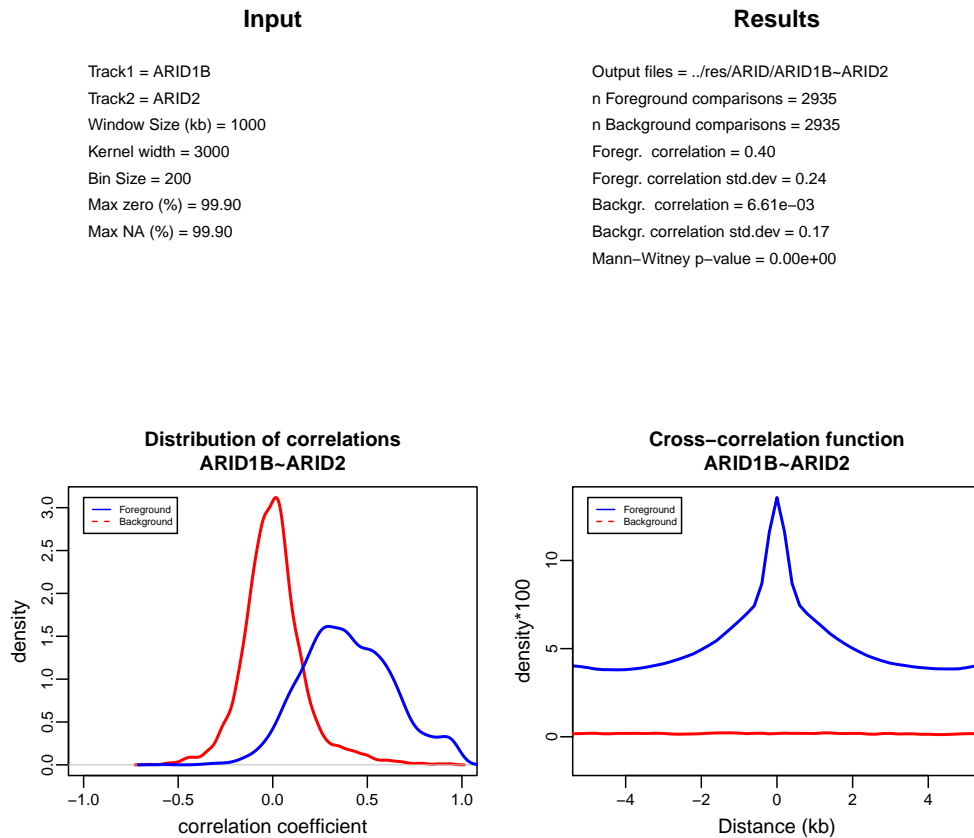 Input
Track1 = ARID1B
Track2 = ARID2
Window Size (kb) = 1000
Kernel width = 3000
Bin Size = 200
Max zero (%) = 99.90
Max NA (%) = 99.90
Results
Output files = ../res/ARID/ARID1B~ARID2
n Foreground comparisons = 2935
n Background comparisons = 2935
Foregr.  correlation = 0.40
Foregr. correlation std.dev = 0.24
Backgr.  correlation = 6.61e−03
Backgr. correlation std.dev = 0.17
Mann−Witney p−value = 0.00e+00
Distribution of correlations
ARID1B~ARID2
Foreground
Background
density
0.0
0.5
1.0
1.5
2.0
2.5
3.0
−1.0
−0.5
0.0
0.5
1.0
correlation coefficient
Cross−correlation function
ARID1B~ARID2
Foreground
Background
density*100
0
5
10
−4
−2
0
2
4
Distance (kb)